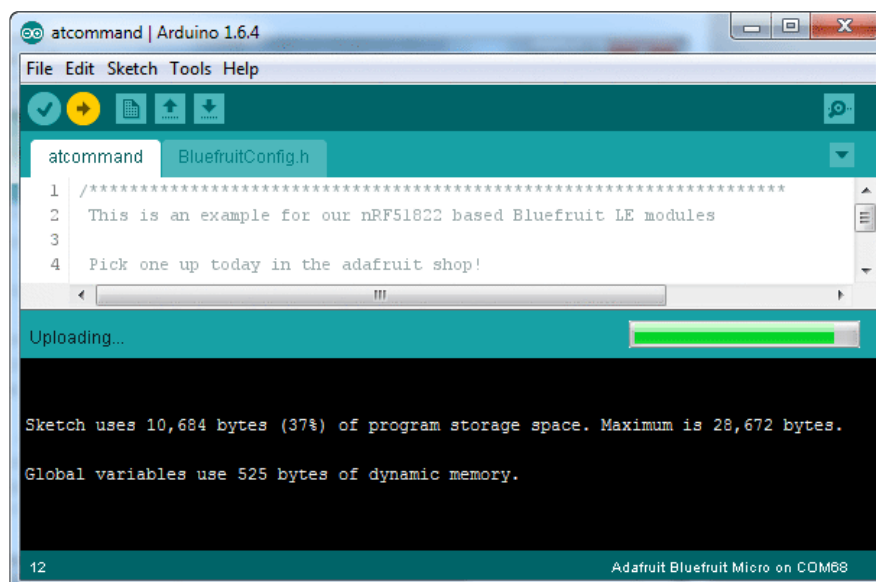 atcommand | Arduino 1.6.4
File Edit Sketch Tools Help
atcommand BluefruitConfig.h
1 /*********************************************************************
2 This is an example for our nRF51822 based Bluefruit LE modules
3
4 Pick one up today in the adafruit shop!
Uploading...
Sketch uses 10,684 bytes (37%) of program storage space. Maximum is 28,672 bytes.
Global variables use 525 bytes of dynamic memory.
12 Adafruit Bluefruit Micro on COM68